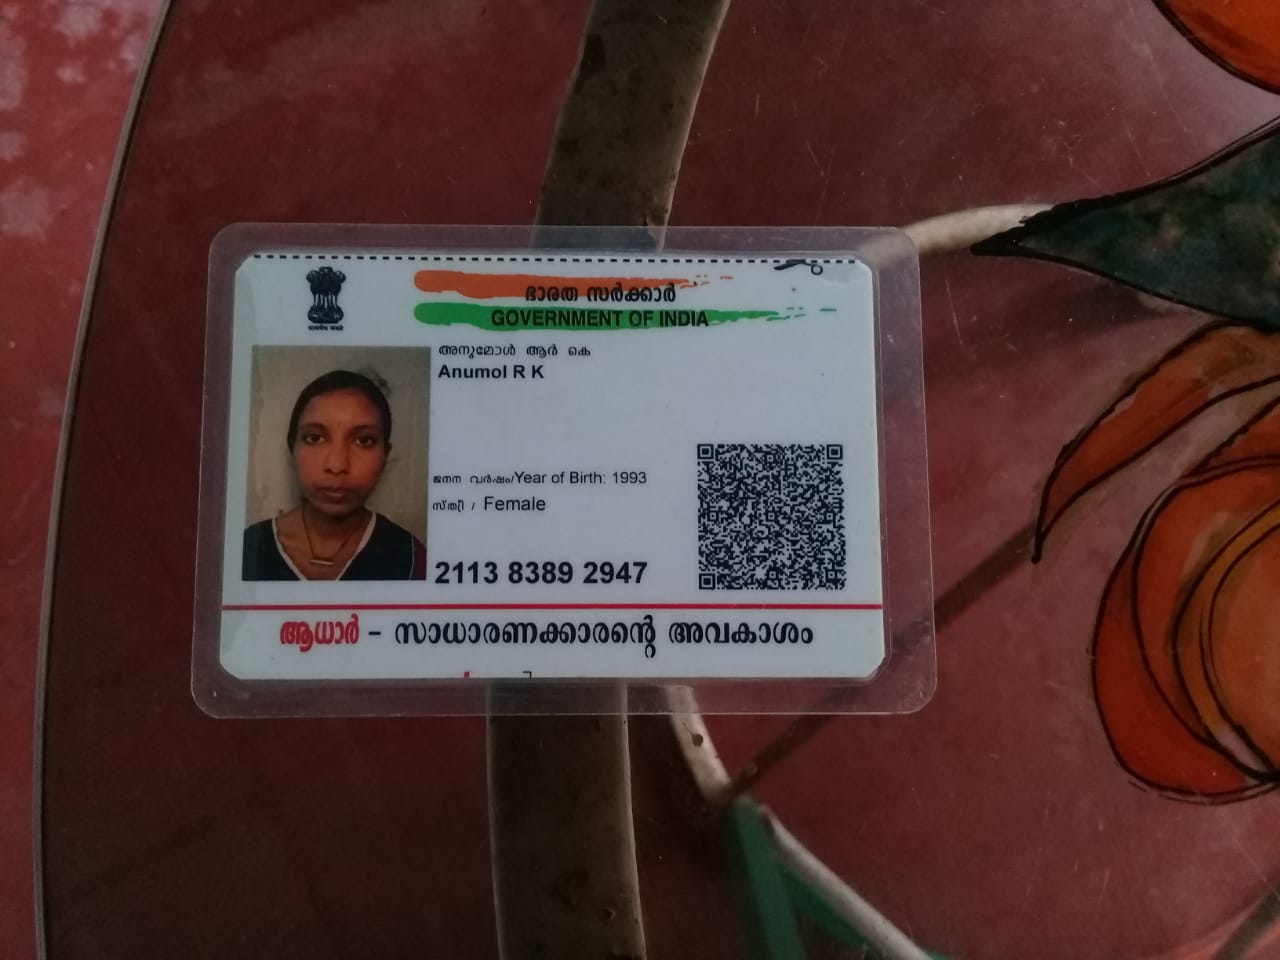 ഭാരത സർക്കാർ
GOVERNMENT OF INDIA
അനുമോൾ ആർ കെ
Anumol R K
ജനന വർഷം/Year of Birth: 1993
സ്ത്രീ / Female
2113 8389 2947
ആധാർ – സാധാരണക്കാരന്റെ അവകാശം